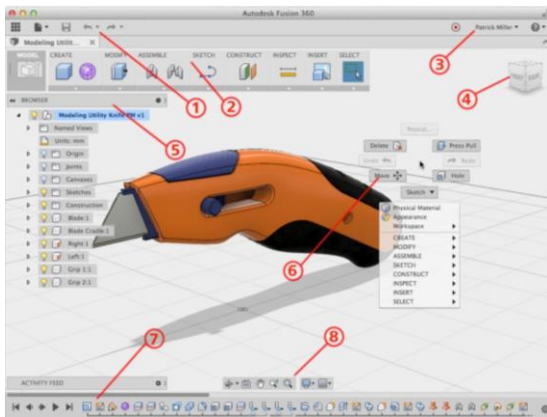 Autodesk Fusion 360
Patrick Miller
Modeling Utilit...
MODEL CREATE MODIFY ASSEMBLE SKETCH CONSTRUCT INSPECT INSERT SELECT
1
2
3
4
BROWSER
5
Modeling Utility Knife PM v1
Named Views
Units: mm
Origin
Joints
Canvases
Sketches
Construction
Blade:1
Blade Cradle:1
Right:1
Left:1
Grip 1:1
Grip 2:1
Repeat...
Delete
Press Pull
Undo
Redo
Move
Hole
Sketch
6
Physical Material
Appearance
Workspace
CREATE
MODIFY
ASSEMBLE
SKETCH
CONSTRUCT
INSPECT
INSERT
SELECT
7
8
ACTIVITY FEED